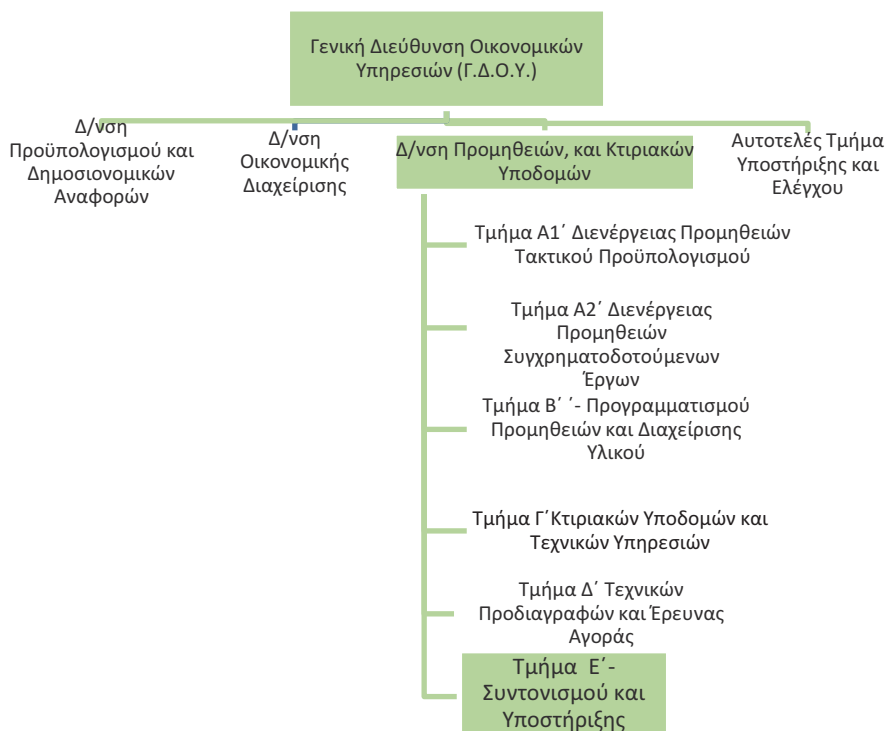 Γενική Διεύθυνση Οικονομικών
Υπηρεσιών (Γ.Δ.Ο.Υ.)
Δ/νση
Προϋπολογισμού και
Δημοσιονομικών
Αναφορών
Δ/νση
Οικονομικής
Διαχείρισης
Δ/νση Προμηθειών, και Κτιριακών
Υποδομών
Αυτοτελές Τμήμα
Υποστήριξης και
Ελέγχου
Τμήμα Α1΄ Διενέργειας Προμηθειών
Τακτικού Προϋπολογισμού
Τμήμα Α2΄ Διενέργειας
Προμηθειών
Συγχρηματοδοτούμενων
Έργων
Τμήμα Β΄ ΄- Προγραμματισμού
Προμηθειών και Διαχείρισης
Υλικού
Τμήμα Γ΄Κτιριακών Υποδομών και
Τεχνικών Υπηρεσιών
Τμήμα Δ΄ Τεχνικών
Προδιαγραφών και Έρευνας
Αγοράς
Τμήμα Ε΄-
Συντονισμού και
Υποστήριξης